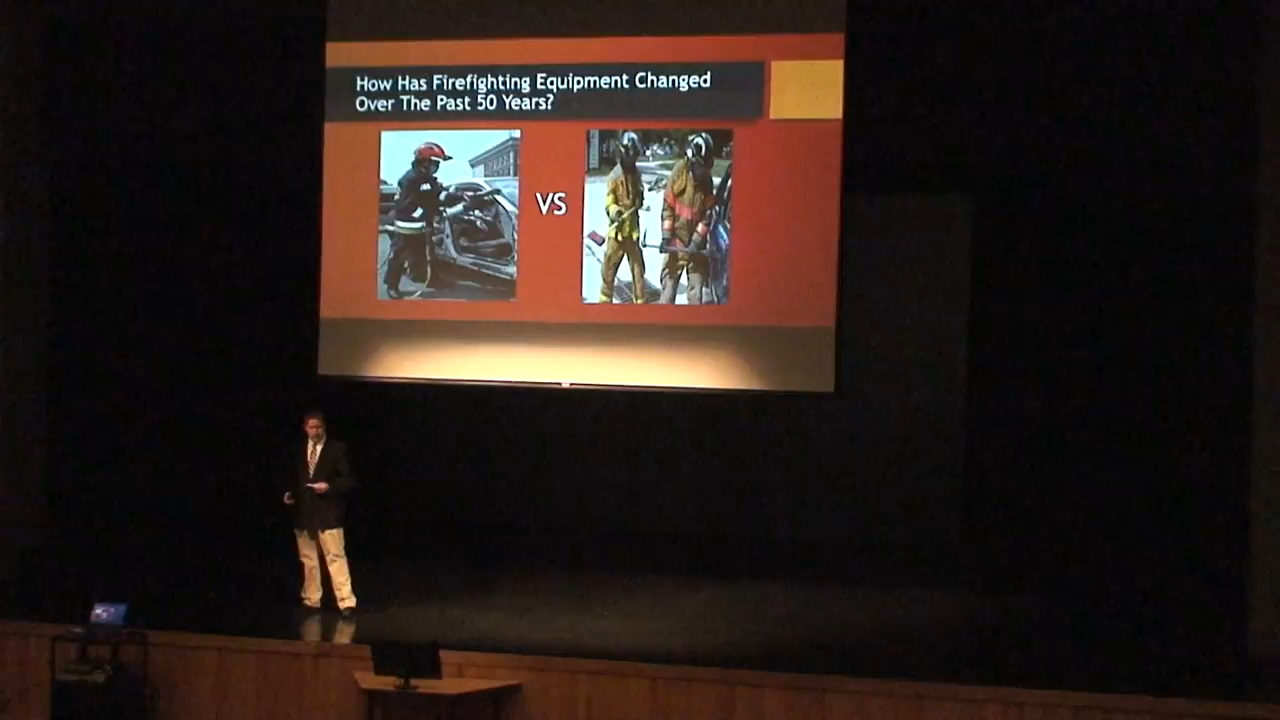 How Has Firefighting Equipment Changed
Over The Past 50 Years?
VS